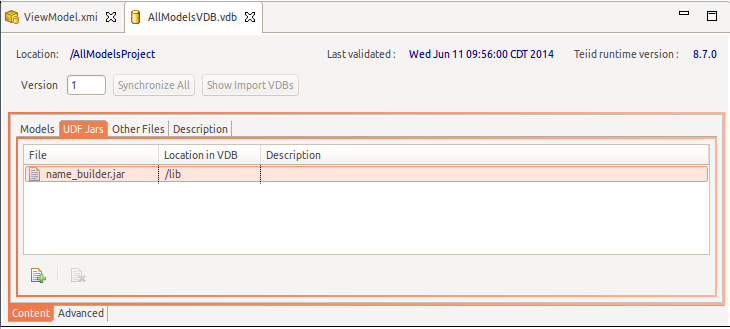 ViewModel.xmi AllModelsVDB.vdb
Location: /AllModelsProject Last validated : Wed Jun 11 09:56:00 CDT 2014 Teiid runtime version : 8.7.0
Version 1 Synchronize All Show Import VDBs
Models UDF Jars Other Files Description
File Location in VDB Description
name_builder.jar /lib
Content Advanced